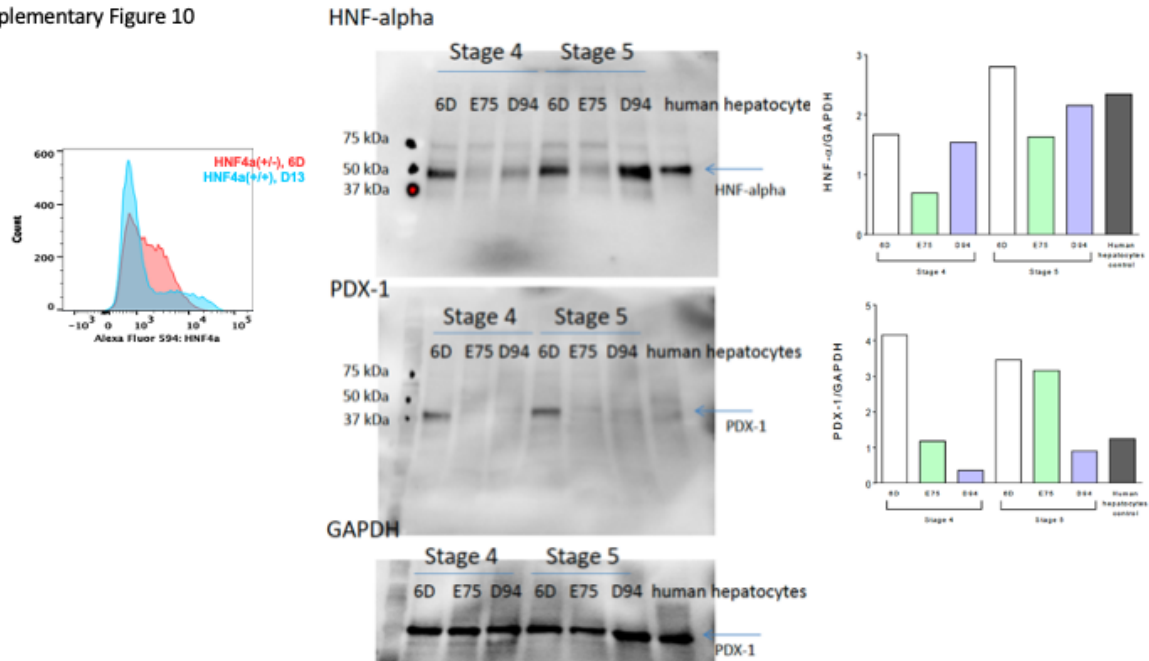 plementary Figure 10
HNF-alpha
Stage 4 Stage 5
6D E75 D94 6D E75 D94 human hepatocyte
75 kDa
50 kDa
37 kDa
HNF-alpha
600
400
200
0
Count
HNF4a(+/-), 6D
HNF4a(+/+), D13
-10³ 0 10³ 10⁴ 10⁵
Alexa Fluor 594: HNF4a
HNF-α/GAPDH
3
2
1
0
6D E75 D94 6D E75 D94 Human hepatocytes control
Stage 4 Stage 5
PDX-1
Stage 4 Stage 5
6D E75 D94 6D E75 D94 human hepatocytes
75 kDa
50 kDa
37 kDa
PDX-1
PDX-1/GAPDH
5
4
3
2
1
0
6D E75 D94 6D E75 D94 Human hepatocytes control
Stage 4 Stage 5
GAPDH
Stage 4 Stage 5
6D E75 D94 6D E75 D94 human hepatocytes
PDX-1